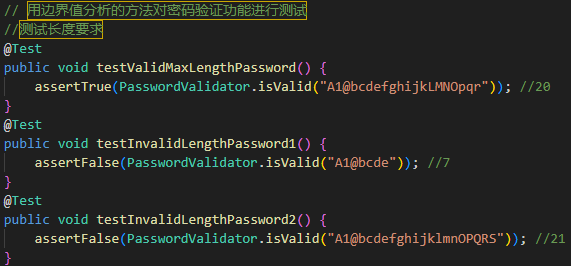 // 用边界值分析的方法对密码验证功能进行测试
//测试长度要求
@Test
public void testValidMaxLengthPassword() {
assertTrue(PasswordValidator.isValid("A1@bcdefghijkLMNOpqr")); //20
}
@Test
public void testInvalidLengthPassword1() {
assertFalse(PasswordValidator.isValid("A1@bcde")); //7
}
@Test
public void testInvalidLengthPassword2() {
assertFalse(PasswordValidator.isValid("A1@bcdefghijklmnOPQRS")); //21
}